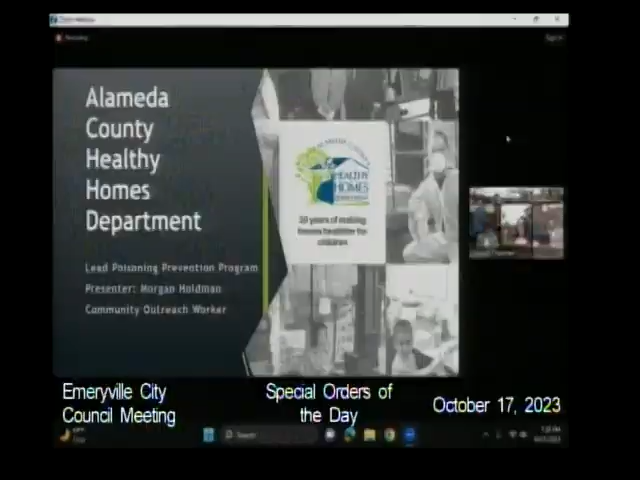 Alameda
County
Healthy
Homes
Department
Lead Poisoning Prevention Program
Presenter: Morgan Holdman
Community Outreach Worker
HEALTHY
HOMES
30 years of making
homes healthier for
children
Emeryville City
Council Meeting
Special Orders of
the Day
October 17, 2023
Search